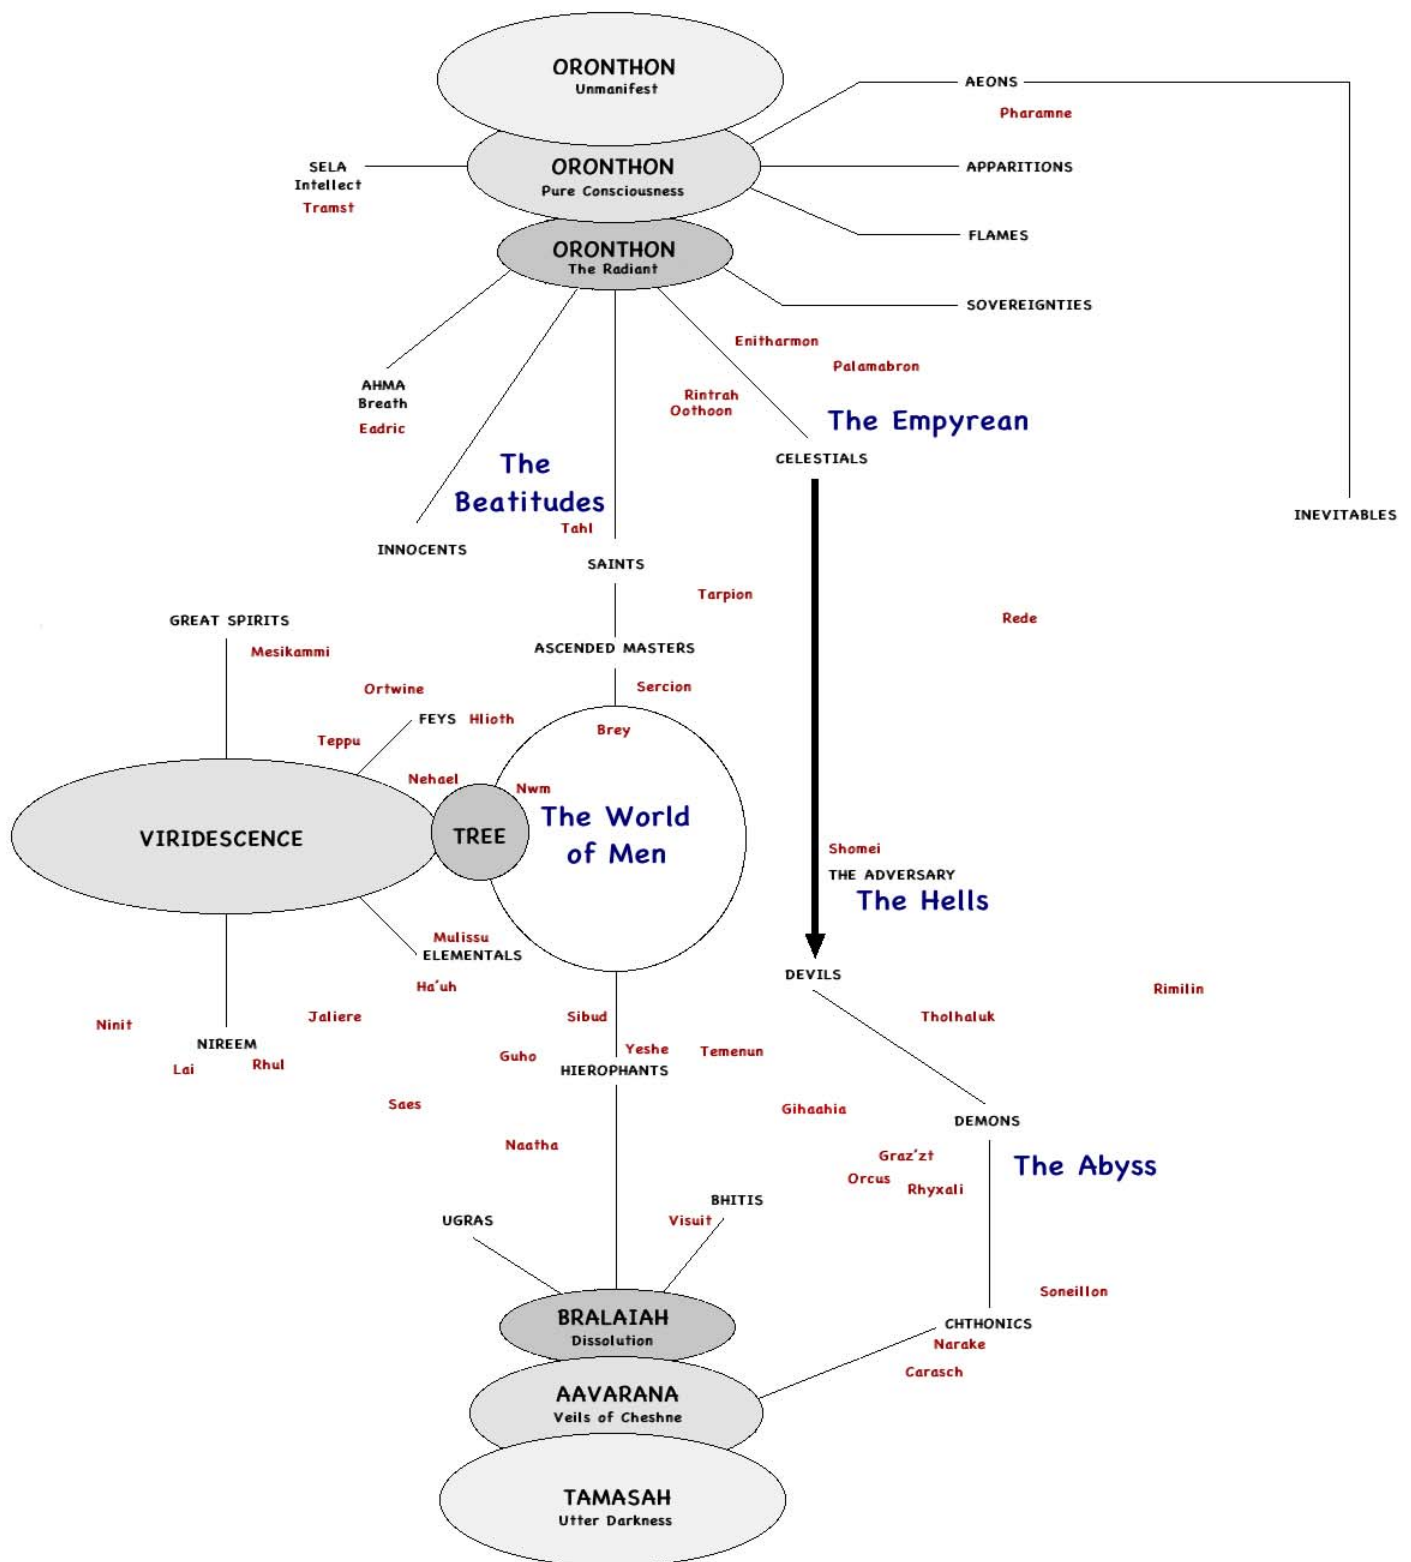 ORONTHON
Unmanifest
AEONS
Pharamne
SELA
Intellect
Tramst
ORONTHON
Pure Consciousness
APPARITIONS
FLAMES
ORONTHON
The Radiant
SOVEREIGNTIES
Enitharmon
Palamabron
AHMA
Breath
Eadric
Rintrah
Oothoon
The Empyrean
CELESTIALS
The
Beatitudes
Tahl
INEVITABLES
INNOCENTS
SAINTS
Tarpion
Rede
GREAT SPIRITS
Mesikammi
ASCENDED MASTERS
Ortwine
Sercion
FEYS
Hlioth
Teppu
Brey
Nehael
Nwm
VIRIDESCENCE
TREE
The World
of Men
Shomei
THE ADVERSARY
The Hells
Mulissu
ELEMENTALS
DEVILS
Ha'uh
Rimilin
Ninit
Jaliere
Sibud
Tholhaluk
NIREEM
Lai
Rhul
Guho
Yeshe
Temenun
HIEROPHANTS
Saes
Gihaahia
DEMONS
Naatha
Graz'zt
The Abyss
Orcus
Rhyxali
UGRAS
BHITIS
Visuit
Soneillon
BRALAIAH
Dissolution
CHTHONICS
Narake
Carasch
AAVARANA
Veils of Cheshne
TAMASAH
Utter Darkness